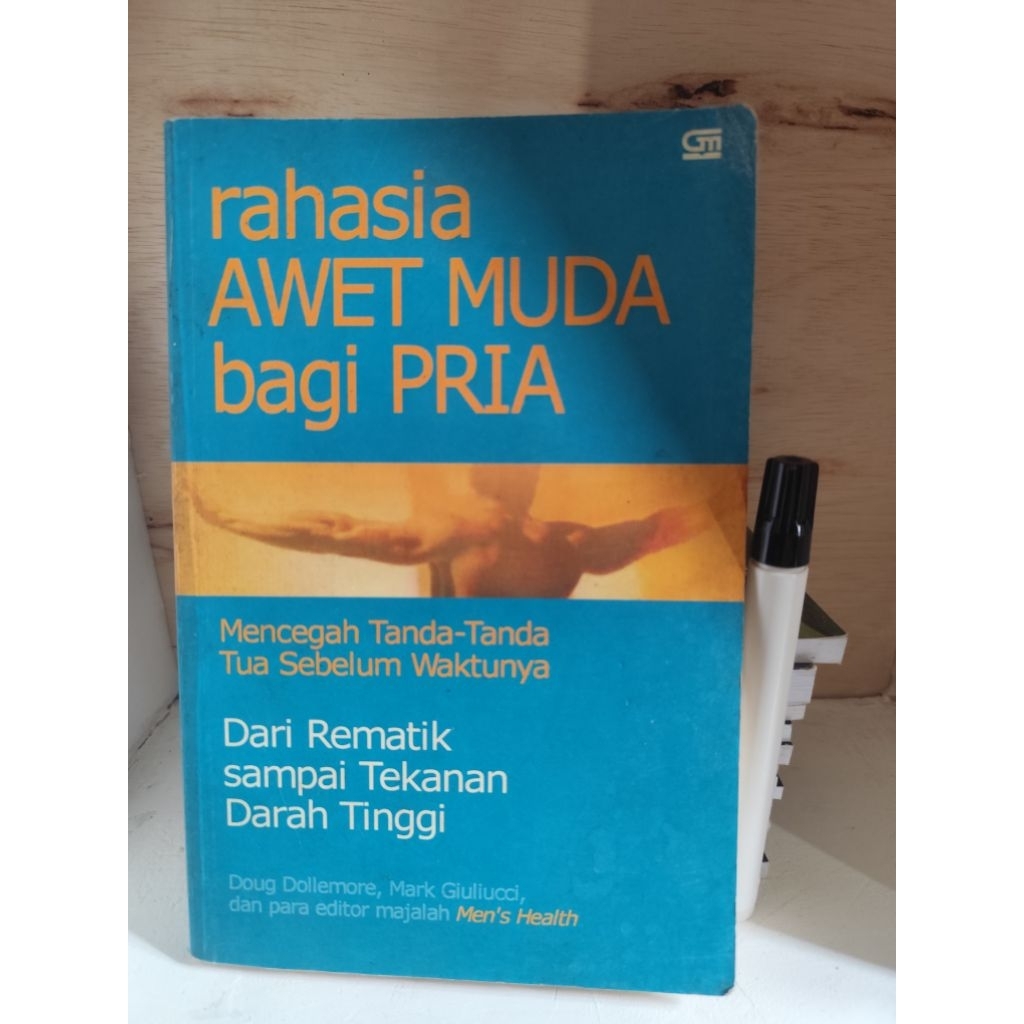 GM
rahasia
AWET MUDA
bagi PRIA
Mencegah Tanda-Tanda
Tua Sebelum Waktunya
Dari Rematik
sampai Tekanan
Darah Tinggi
Doug Dollemore, Mark Giuliucci,
dan para editor majalah Men's Health